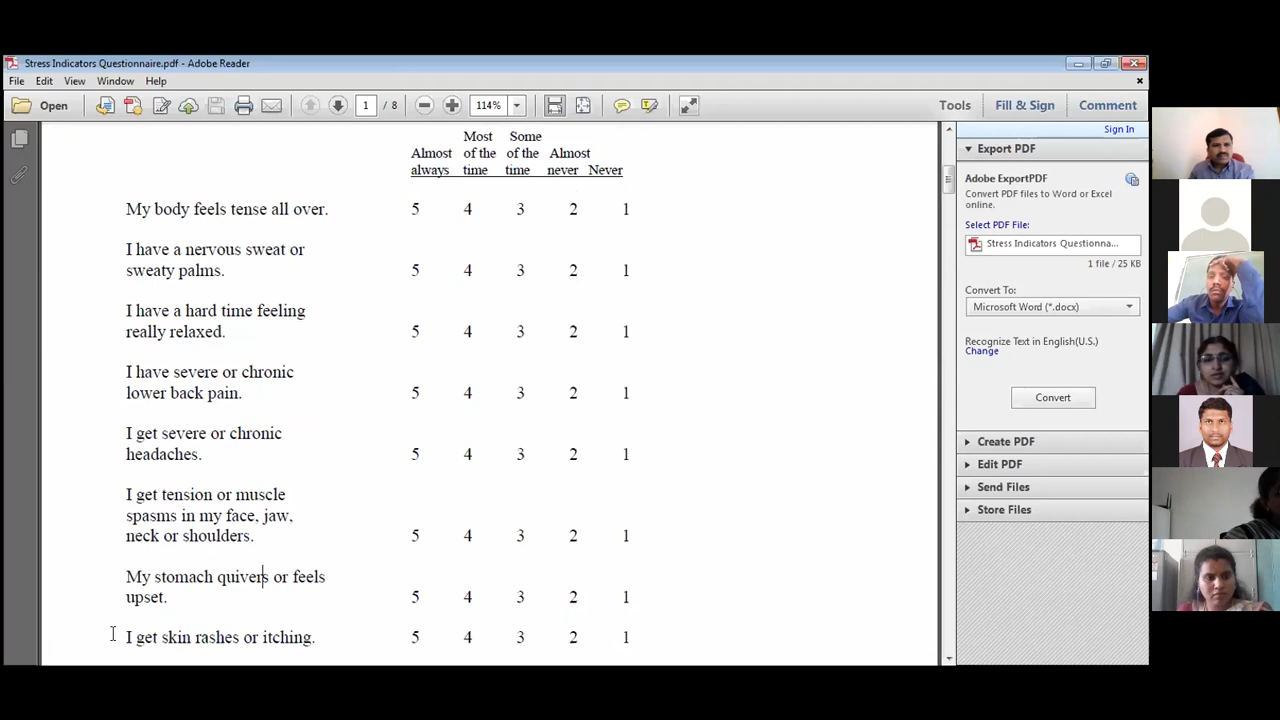 Stress Indicators Questionnaire.pdf - Adobe Reader
File Edit View Window Help
Open 1 / 8 114% Tools Fill & Sign Comment
Sign In
Most Some
Almost of the of the Almost
always time time never Never
My body feels tense all over. 5 4 3 2 1
I have a nervous sweat or
sweaty palms. 5 4 3 2 1
I have a hard time feeling
really relaxed. 5 4 3 2 1
I have severe or chronic
lower back pain. 5 4 3 2 1
I get severe or chronic
headaches. 5 4 3 2 1
I get tension or muscle
spasms in my face, jaw,
neck or shoulders. 5 4 3 2 1
My stomach quivers or feels
upset. 5 4 3 2 1
I get skin rashes or itching. 5 4 3 2 1
Export PDF
Adobe ExportPDF
Convert PDF files to Word or Excel
online.
Select PDF File:
Stress Indicators Questionna...
1 file / 25 KB
Convert To:
Microsoft Word (*.docx)
Recognize Text in English(U.S.)
Change
Convert
Create PDF
Edit PDF
Send Files
Store Files